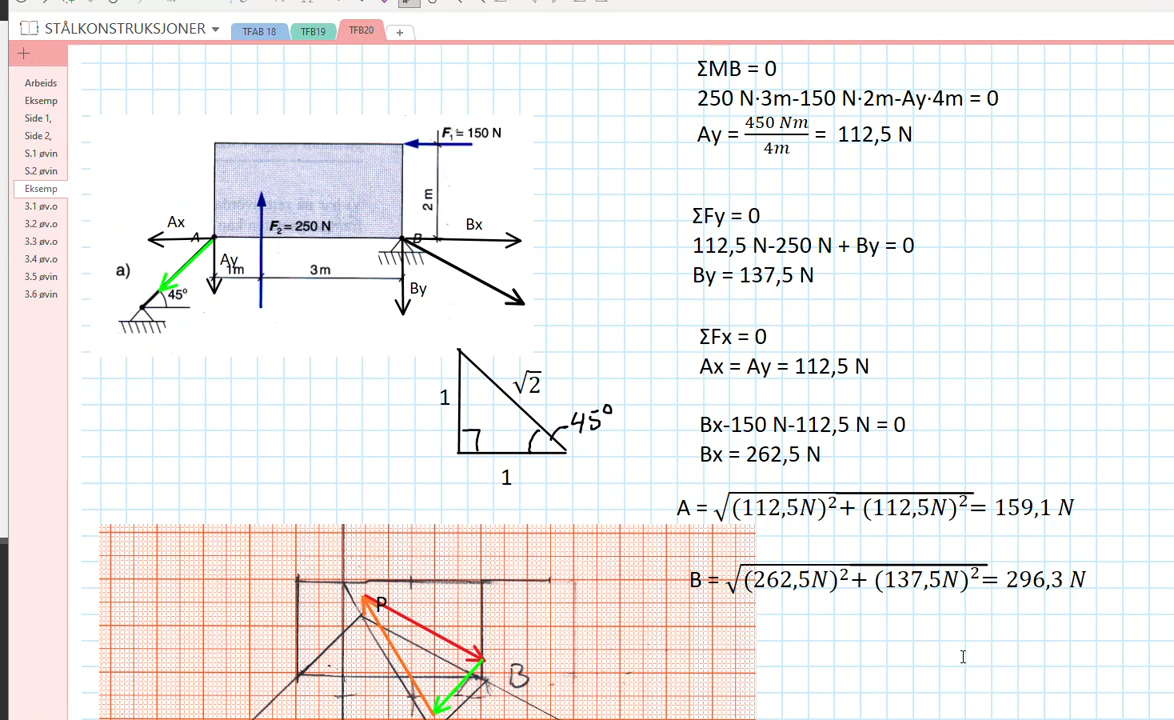 STÅLKONSTRUKSJONER
TFAB 18
TFB19
TFB20
+
+
Arbeids
Eksemp
Side 1,
Side 2,
S.1 øvin
S.2 øvin
Eksemp
3.1 øv.o
3.2 øv.o
3.3 øv.o
3.4 øv.o
3.5 øvin
3.6 øvin
F₁ = 150 N
2 m
Ax
A
F₂ = 250 N
B
Bx
a)
Ay
1m
3m
By
45°
1
√2
45°
1
ΣMB = 0
250 N·3m-150 N·2m-Ay·4m = 0
Ay = 450 Nm / 4m = 112,5 N
ΣFy = 0
112,5 N-250 N + By = 0
By = 137,5 N
ΣFx = 0
Ax = Ay = 112,5 N
Bx-150 N-112,5 N = 0
Bx = 262,5 N
A = √(112,5N)² + (112,5N)² = 159,1 N
B = √(262,5N)² + (137,5N)² = 296,3 N
P
B